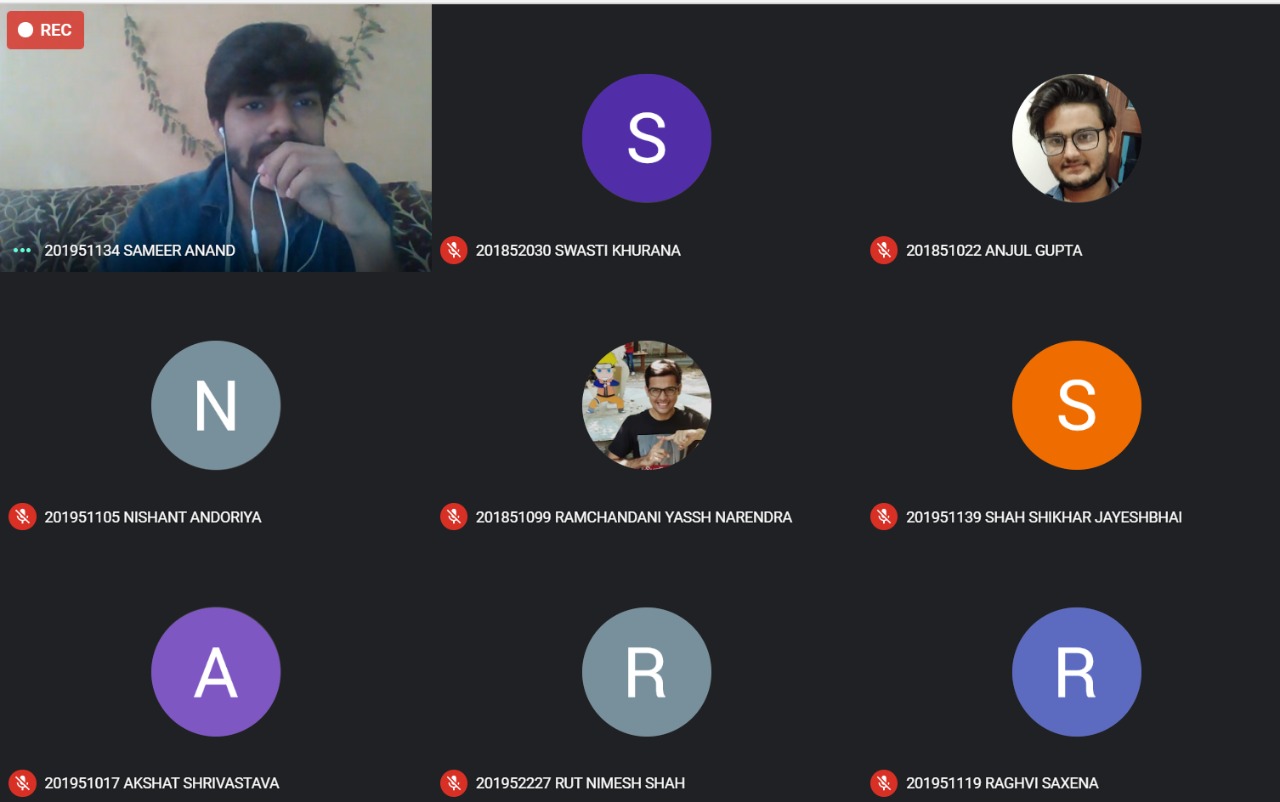 REC
S
201951134 SAMEER ANAND
201852030 SWASTI KHURANA
201851022 ANJUL GUPTA
N
S
201951105 NISHANT ANDORIYA
201851099 RAMCHANDANI YASSH NARENDRA
201951139 SHAH SHIKHAR JAYESHBHAI
A
R
R
201951017 AKSHAT SHRIVASTAVA
201952227 RUT NIMESH SHAH
201951119 RAGHVI SAXENA